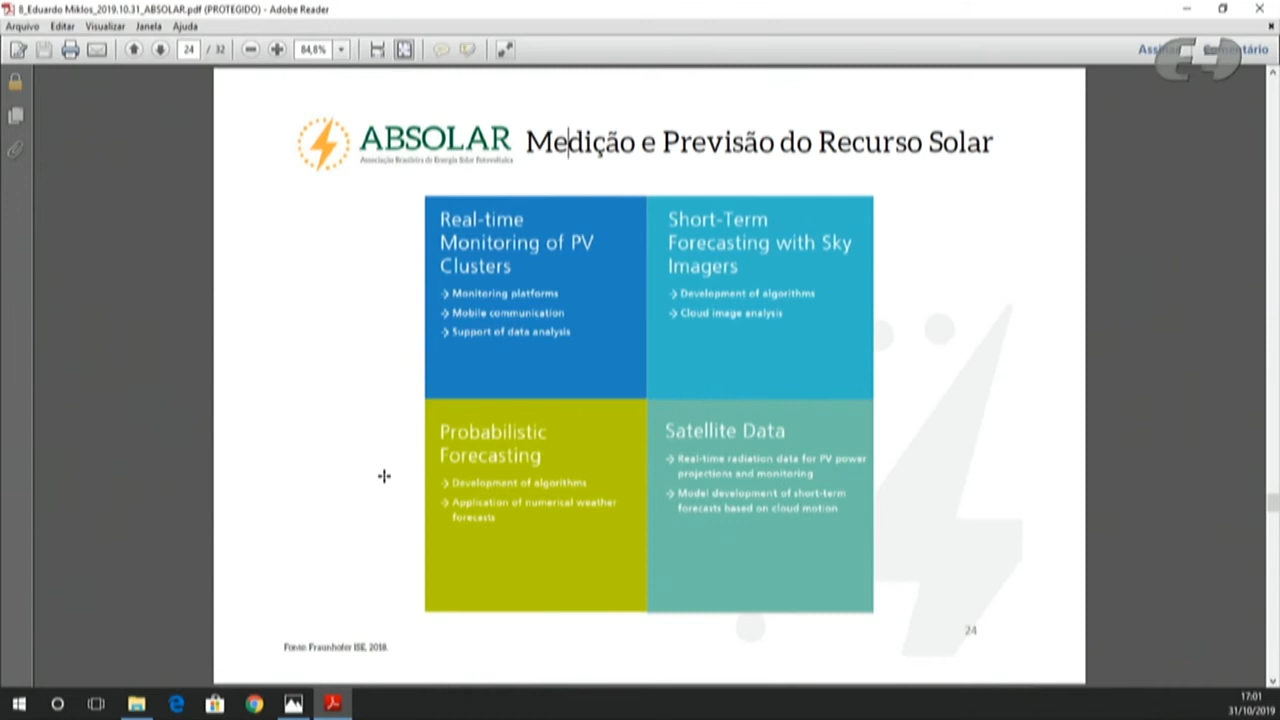 8_Eduardo Miklos_2019.10.31_ABSOLAR.pdf (PROTEGIDO) - Adobe Reader
Arquivo Editar Visualizar Janela Ajuda
24 / 32 84,8% Comentário
ABSOLAR Medição e Previsão do Recurso Solar
Associação Brasileira de Energia Solar Fotovoltaica
Real-time
Monitoring of PV
Clusters
→ Monitoring platforms
→ Mobile communication
→ Support of data analysis
Short-Term
Forecasting with Sky
Imagers
→ Development of algorithms
→ Cloud image analysis
Probabilistic
Forecasting
→ Development of algorithms
→ Application of numerical weather
forecasts
Satellite Data
→ Real-time radiation data for PV power
projections and monitoring
→ Model development of short-term
forecasts based on cloud motion
24
Fonte: Fraunhofer ISE, 2018.
17:01
31/10/2019